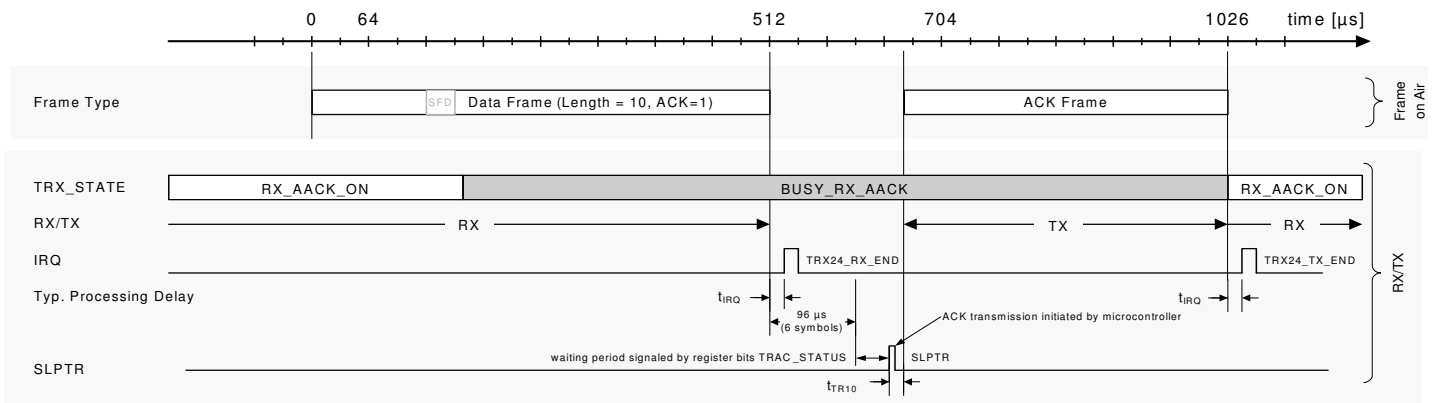 0 64 512 704 1026 time [µs]
Frame Type
SFD Data Frame (Length = 10, ACK=1)
ACK Frame
Frame
on Air
TRX_STATE
RX_AACK_ON BUSY_RX_AACK RX_AACK_ON
RX/TX
RX TX RX
IRQ
TRX24_RX_END TRX24_TX_END
RX/TX
Typ. Processing Delay
tIRQ tIRQ
96 µs
(6 symbols)
ACK transmission initiated by microcontroller
waiting period signaled by register bits TRAC_STATUS
SLPTR
SLPTR
tTR10